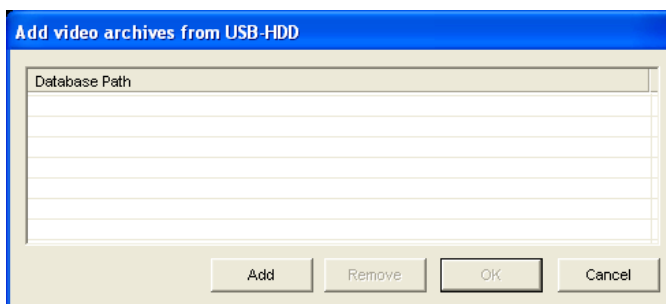 Add video archives from USB-HDD
Database Path
Add Remove OK Cancel